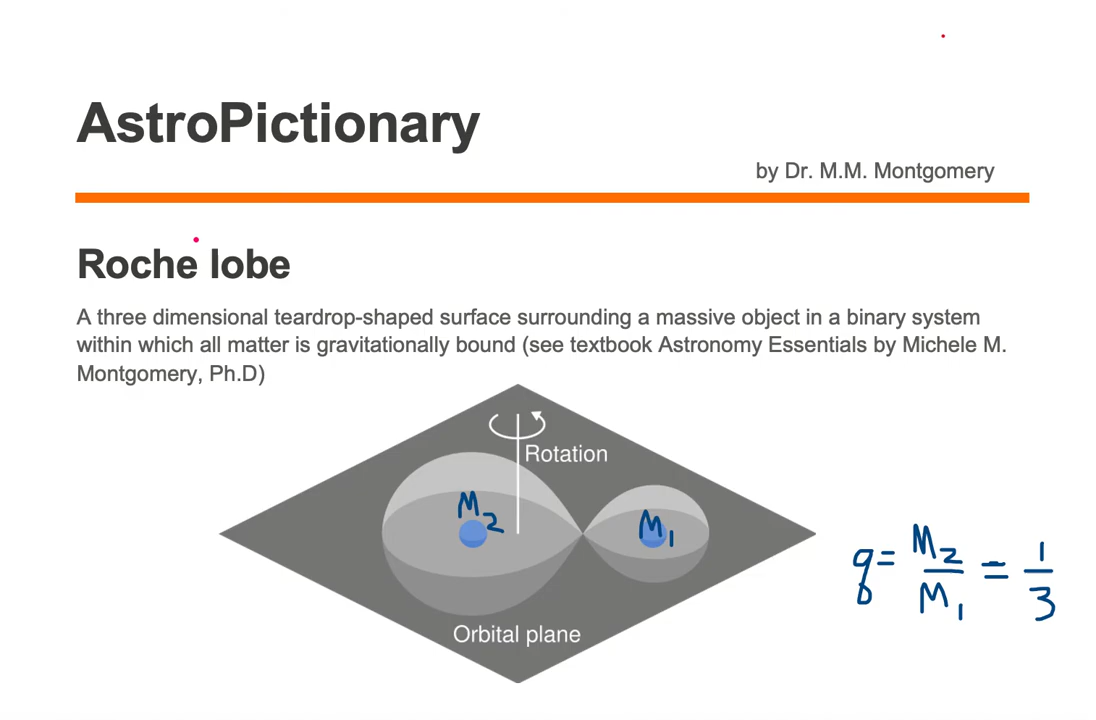 AstroPictionary
by Dr. M.M. Montgomery
Roche lobe
A three dimensional teardrop-shaped surface surrounding a massive object in a binary system
within which all matter is gravitationally bound (see textbook Astronomy Essentials by Michele M.
Montgomery, Ph.D)
Rotation
M₂
M₁
q = M₂/M₁ = 1/3
Orbital plane